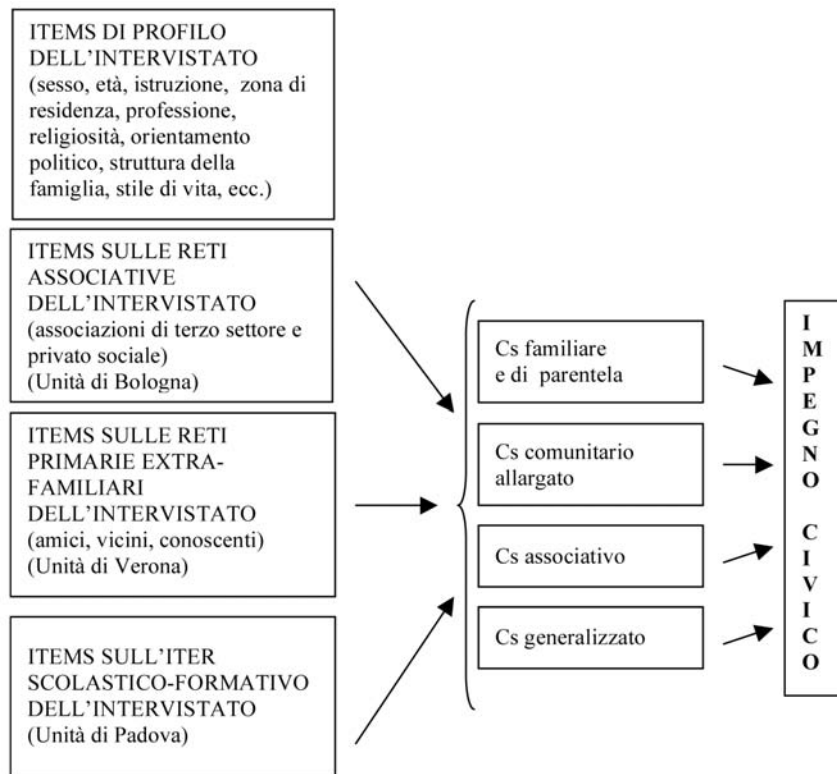 ITEMS DI PROFILO
DELL'INTERVISTATO
(sesso, età, istruzione, zona di
residenza, professione,
religiosità, orientamento
politico, struttura della
famiglia, stile di vita, ecc.)
ITEMS SULLE RETI
ASSOCIATIVE
DELL'INTERVISTATO
(associazioni di terzo settore e
privato sociale)
(Unità di Bologna)
ITEMS SULLE RETI
PRIMARIE EXTRA-
FAMILIARI
DELL'INTERVISTATO
(amici, vicini, conoscenti)
(Unità di Verona)
ITEMS SULL'ITER
SCOLASTICO-FORMATIVO
DELL'INTERVISTATO
(Unità di Padova)
Cs familiare
e di parentela
Cs comunitario
allargato
Cs associativo
Cs generalizzato
IMPEGNO CIVICO